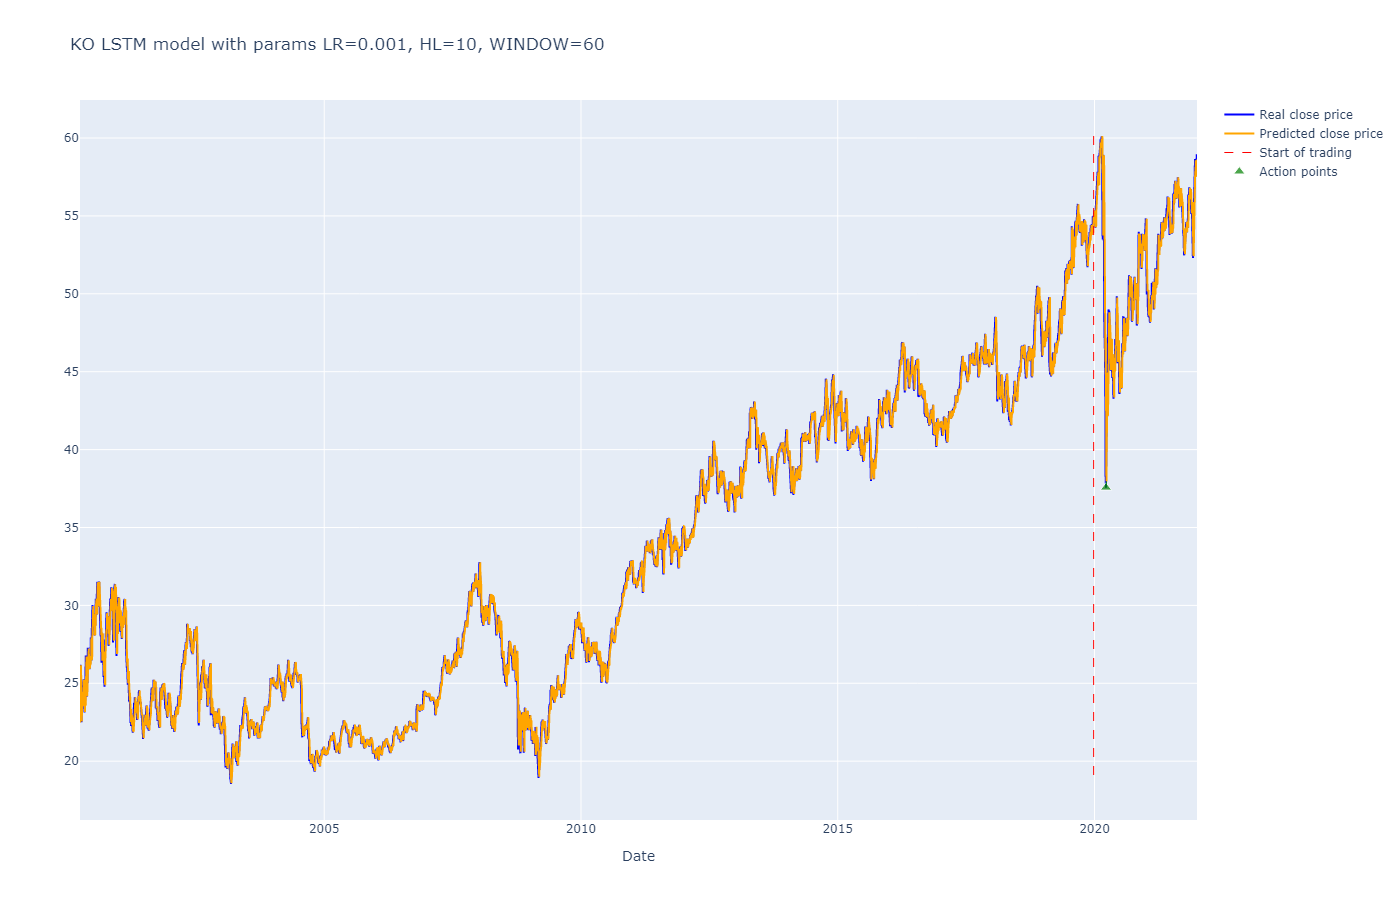 KO LSTM model with params LR=0.001, HL=10, WINDOW=60
Real close price
Predicted close price
Start of trading
Action points
60
55
50
45
40
35
30
25
20
2005
2010
2015
2020
Date